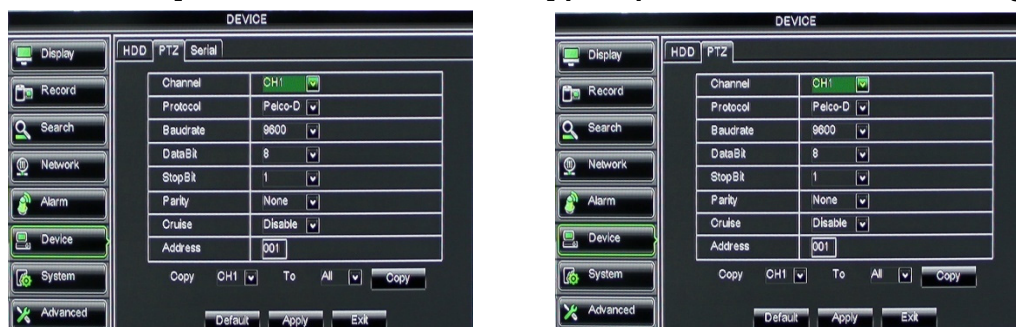 DEVICE
HDD PTZ Serial
Display
Record
Search
Network
Alarm
Device
System
Advanced
Channel CH1
Protocol Pelco-D
Baudrate 9600
DataBit 8
StopBit 1
Parity None
Cruise Disable
Address 001
Copy CH1 To All Copy
Default Apply Exit
DEVICE
HDD PTZ
Display
Record
Search
Network
Alarm
Device
System
Advanced
Channel CH1
Protocol Pelco-D
Baudrate 9600
DataBit 8
StopBit 1
Parity None
Cruise Disable
Address 001
Copy CH1 To All Copy
Default Apply Exit